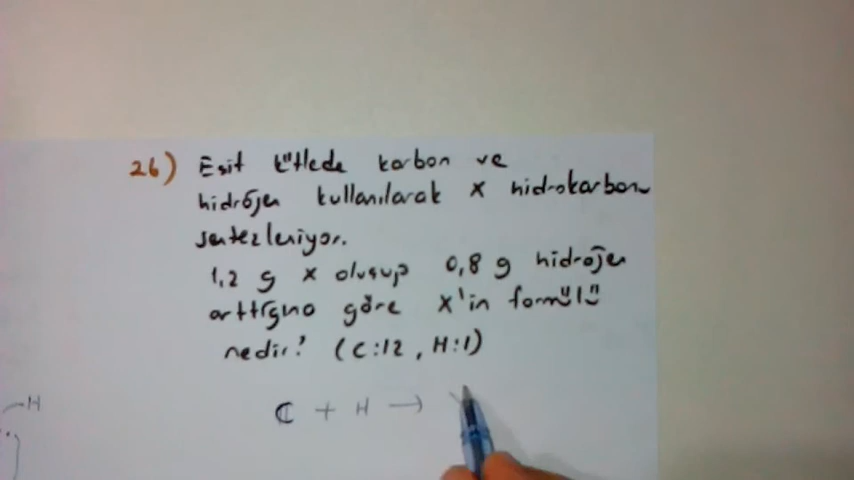 26) Eşit kütlede karbon ve
hidrojen kullanılarak X hidrokarbonu
sentezleniyor.
1,2 g X oluşup 0,8 g hidrojen
arttığına göre X'in formülü
nedir? (C:12, H:1)
C + H →
H